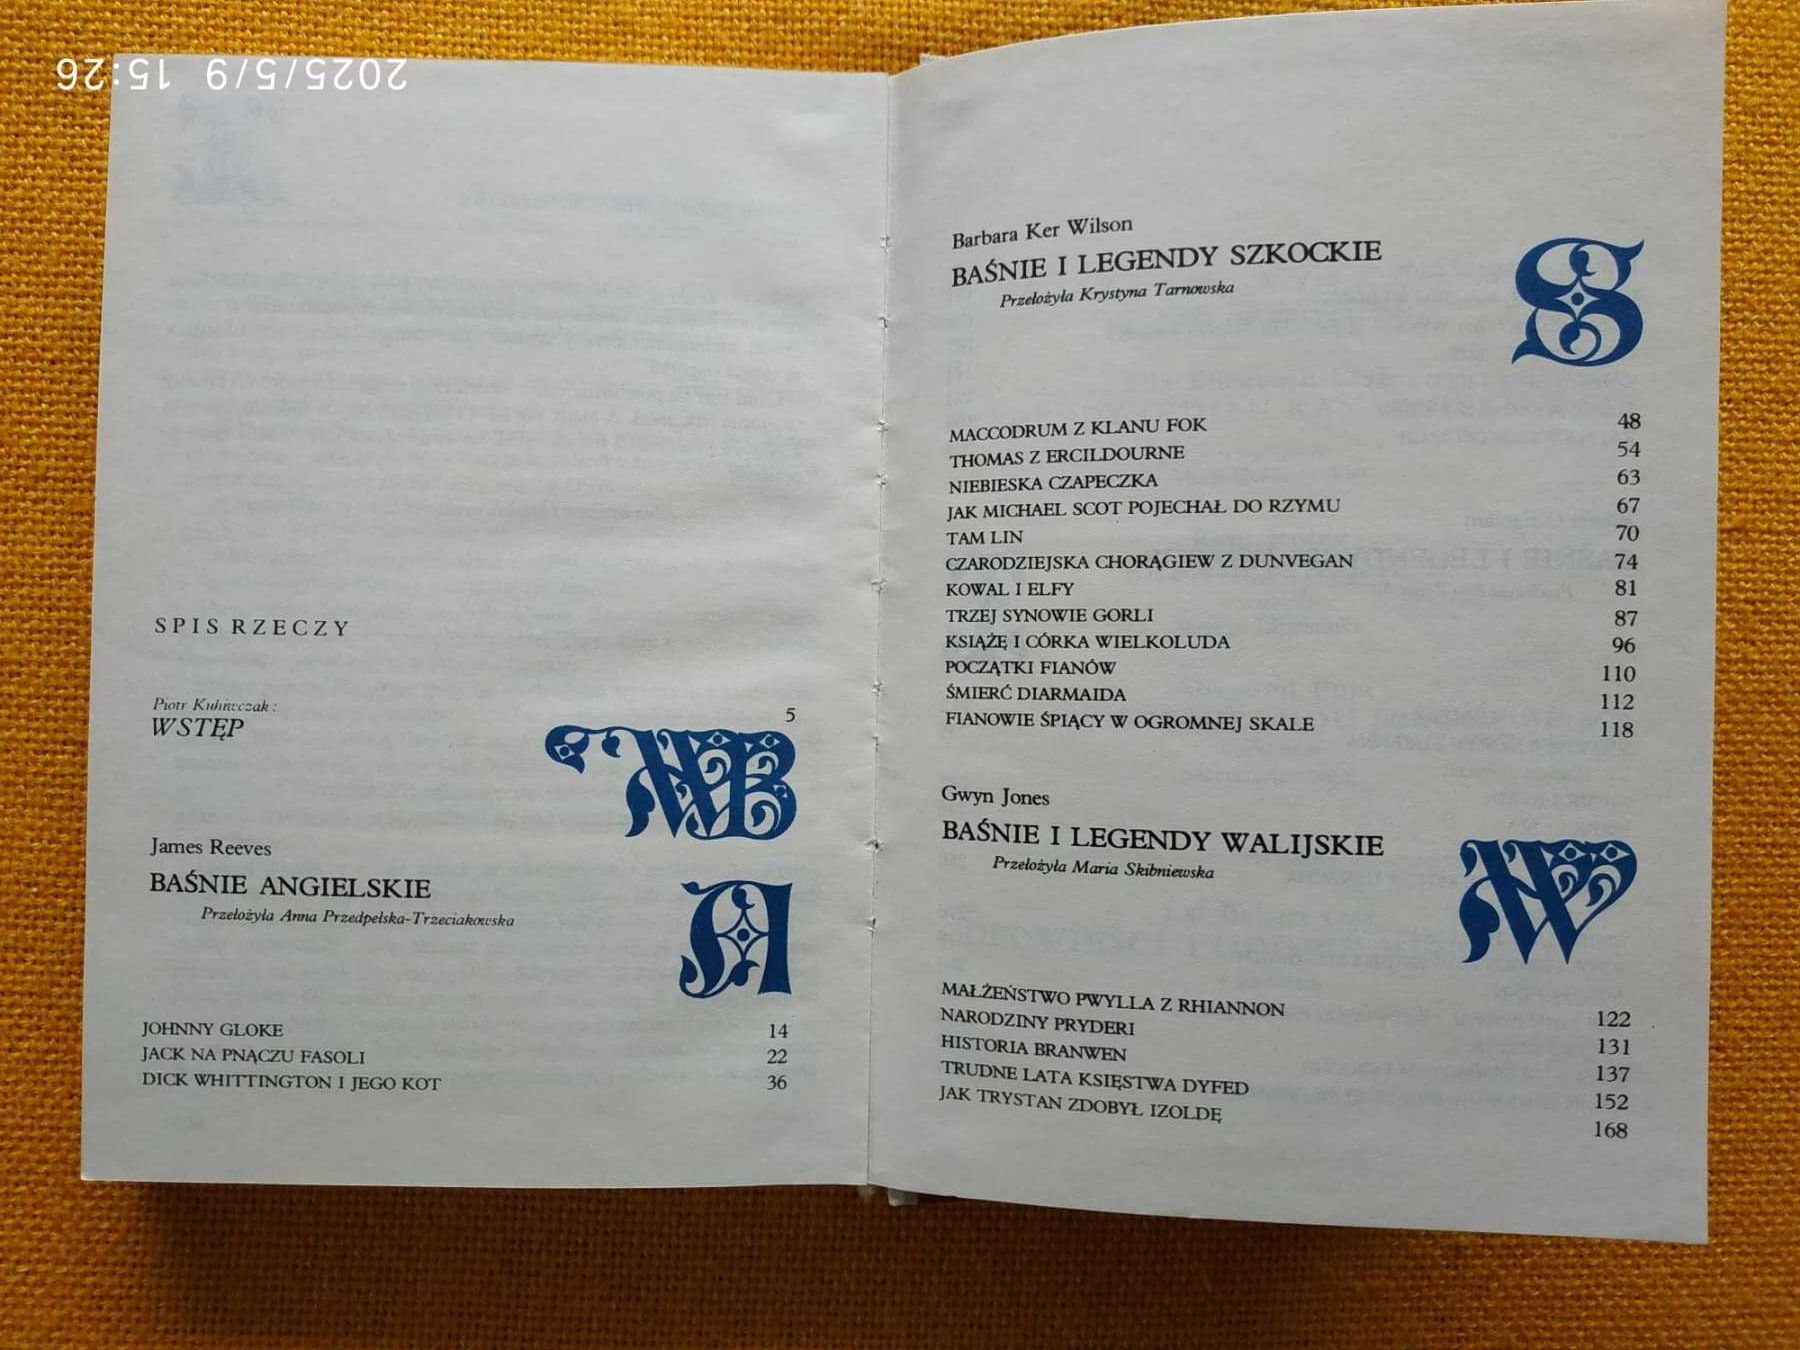 2025/5/9 15:26
SPIS RZECZY
Piotr Kuhiwczak:
WSTĘP 5
W B
James Reeves
BAŚNIE ANGIELSKIE
Przełożyła Anna Przedpełska-Trzeciakowska
A
JOHNNY GLOKE 14
JACK NA PNĄCZU FASOLI 22
DICK WHITTINGTON I JEGO KOT 36
Barbara Ker Wilson
BAŚNIE I LEGENDY SZKOCKIE
Przełożyła Krystyna Tarnowska
S
MACCODRUM Z KLANU FOK 48
THOMAS Z ERCILDOURNE 54
NIEBIESKA CZAPECZKA 63
JAK MICHAEL SCOT POJECHAŁ DO RZYMU 67
TAM LIN 70
CZARODZIEJSKA CHORĄGIEW Z DUNVEGAN 74
KOWAL I ELFY 81
TRZEJ SYNOWIE GORLI 87
KSIĄŻĘ I CÓRKA WIELKOLUDA 96
POCZĄTKI FIANÓW 110
ŚMIERĆ DIARMAIDA 112
FIANOWIE ŚPIĄCY W OGROMNEJ SKALE 118
Gwyn Jones
BAŚNIE I LEGENDY WALIJSKIE
Przełożyła Maria Skibniewska
W
MAŁŻEŃSTWO PWYLLA Z RHIANNON 122
NARODZINY PRYDERI 131
HISTORIA BRANWEN 137
TRUDNE LATA KSIĘSTWA DYFED 152
JAK TRYSTAN ZDOBYŁ IZOLDĘ 168